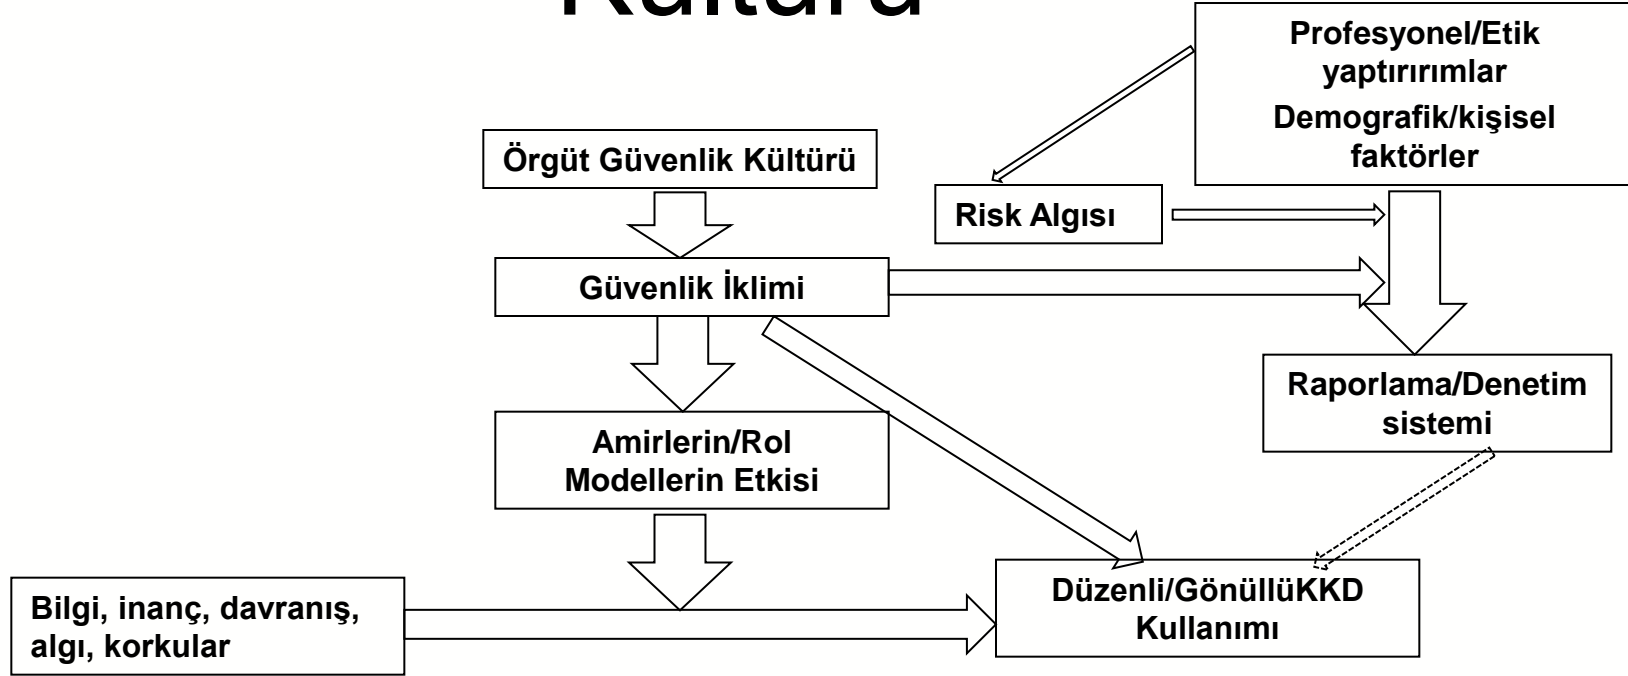 Kültürü
Profesyonel/Etik
yaptırırımlar
Demografik/kişisel
faktörler
Örgüt Güvenlik Kültürü
Risk Algısı
Güvenlik İklimi
Raporlama/Denetim
sistemi
Amirlerin/Rol
Modellerin Etkisi
Bilgi, inanç, davranış,
algı, korkular
Düzenli/GönüllüKKD
Kullanımı